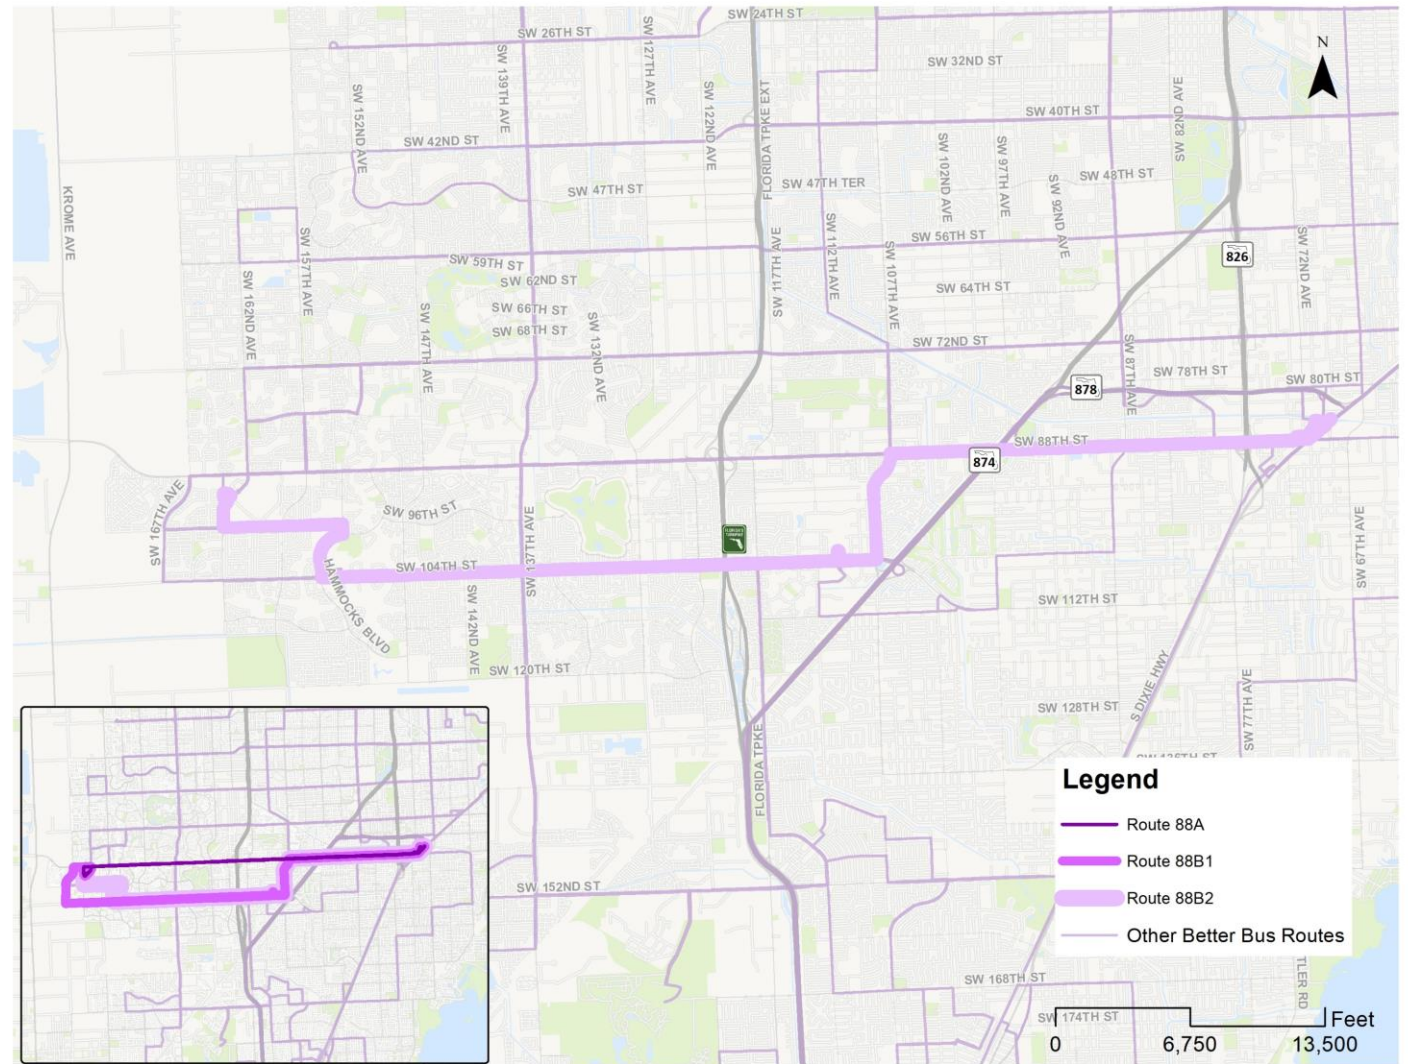 SW 24TH ST
SW 26TH ST
N
SW 127TH AVE
SW 139TH AVE
SW 32ND ST
SW 152ND AVE
SW 122ND AVE
FLORIDA TPKE EXT
SW 82ND AVE
SW 40TH ST
SW 42ND ST
SW 102ND AVE
SW 97TH AVE
SW 47TH ST
SW 47TH TER
SW 48TH ST
SW 92ND AVE
KROME AVE
SW 157TH AVE
SW 112TH AVE
SW 117TH AVE
SW 107TH AVE
SW 56TH ST
826
SW 72ND AVE
SW 59TH ST
SW 62ND ST
SW 162ND AVE
SW 64TH ST
SW 66TH ST
SW 147TH AVE
SW 68TH ST
SW 132ND AVE
SW 72ND ST
SW 87TH AVE
SW 78TH ST
SW 80TH ST
878
SW 88TH ST
874
SW 167TH AVE
SW 96TH ST
SW 137TH AVE
SW 67TH AVE
SW 104TH ST
HAMMOCKS BLVD
SW 142ND AVE
SW 112TH ST
SW 120TH ST
S DIXIE HWY
SW 77TH AVE
SW 128TH ST
SW 136TH ST
FLORIDA TPKE
Legend
Route 88A
Route 88B1
Route 88B2
Other Better Bus Routes
SW 152ND ST
SW 168TH ST
TLER RD
SW 174TH ST
Feet
0 6,750 13,500